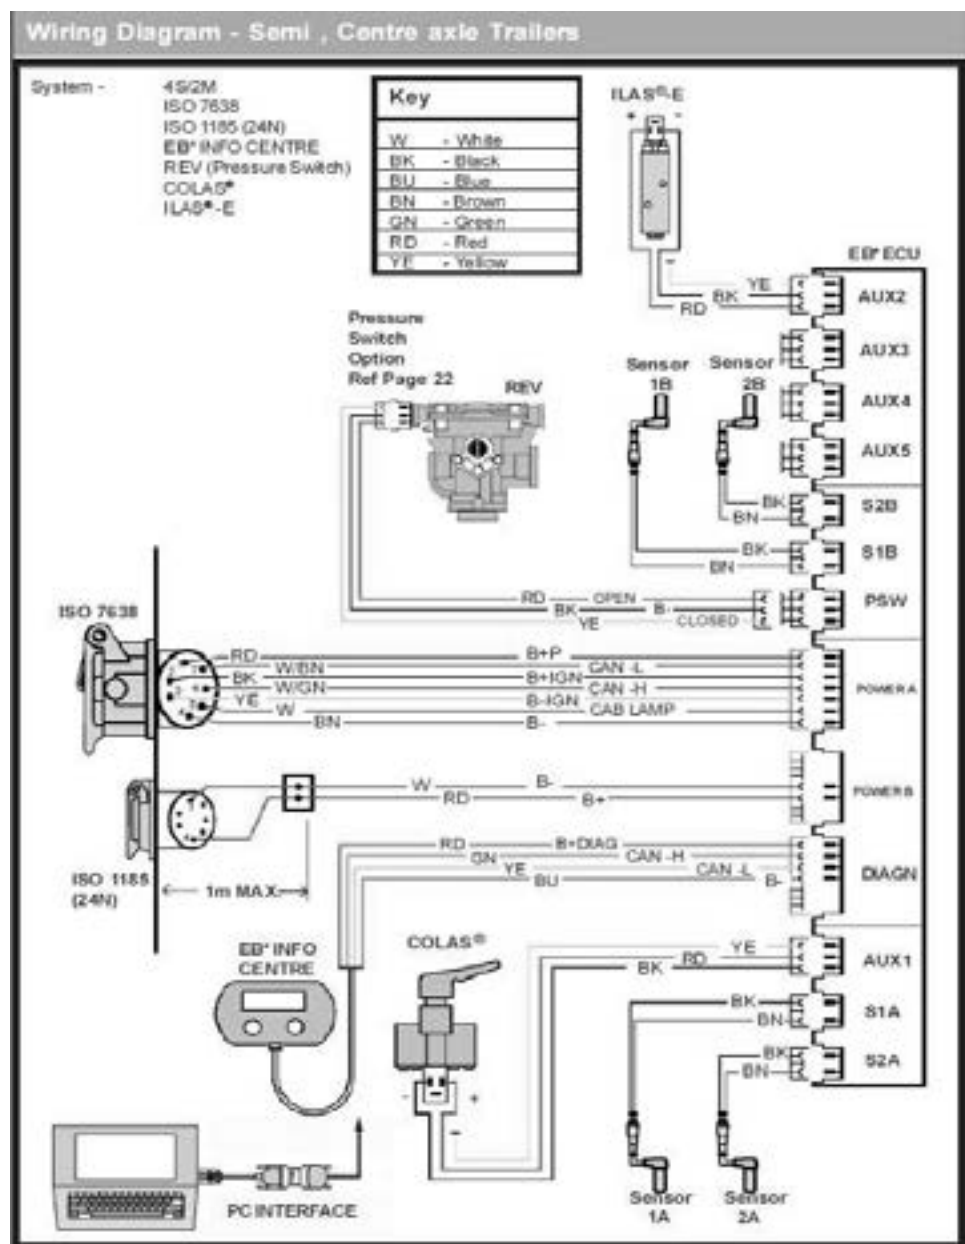 Wiring Diagram - Semi , Centre axle Trailers
System -
4S/2M
ISO 7638
ISO 1185 (24N)
EB+ INFO CENTRE
REV (Pressure Switch)
COLAS®
ILAS®-E
Key
W - White
BK - Black
BU - Blue
BN - Brown
GN - Green
RD - Red
YE - Yellow
ILAS®-E
+ -
-
EB+ ECU
YE
BK
RD
AUX2
AUX3
AUX4
AUX5
Pressure
Switch
Option
Ref Page 22
REV
Sensor
1B
Sensor
2B
BK
BN
S2B
BK
BN
S1B
RD OPEN
BK B-
YE CLOSED
PSW
ISO 7638
RD B+P
W/BN CAN -L
BK B+IGN
W/GN CAN -H
YE B-IGN
W CAB LAMP
BN B-
POWER A
W B-
RD B+
POWER B
ISO 1185
(24N)
1m MAX.
RD B+DIAG
GN CAN -H
YE CAN -L
BU B-
DIAGN
EB+ INFO
CENTRE
COLAS®
YE
RD
BK
AUX1
BK
BN
S1A
BK
BN
S2A
- +
-
PC INTERFACE
Sensor
1A
Sensor
2A